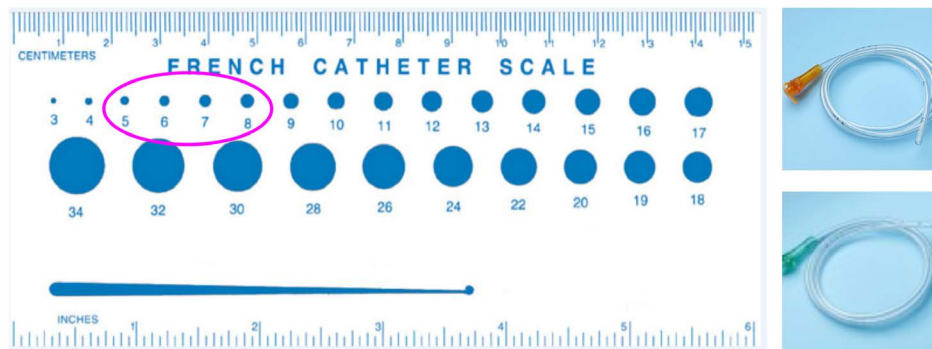 1 2 3 4 5 6 7 8 9 10 11 12 13 14 15
CENTIMETERS
FRENCH CATHETER SCALE
3 4 5 6 7 8 9 10 11 12 13 14 15 16 17
34 32 30 28 26 24 22 20 19 18
INCHES
1 2 3 4 5 6